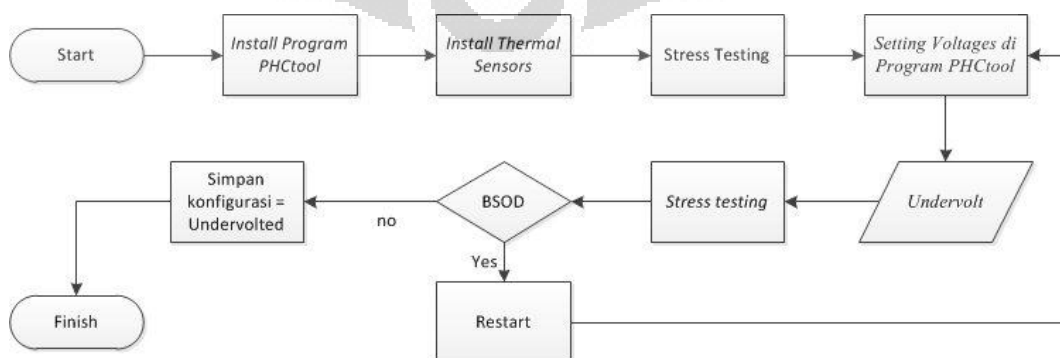 Start
Install Program
PHCtool
Install Thermal
Sensors
Stress Testing
Setting Voltages di
Program PHCtool
Undervolt
Stress testing
BSOD
no
Yes
Simpan
konfigurasi =
Undervolted
Finish
Restart